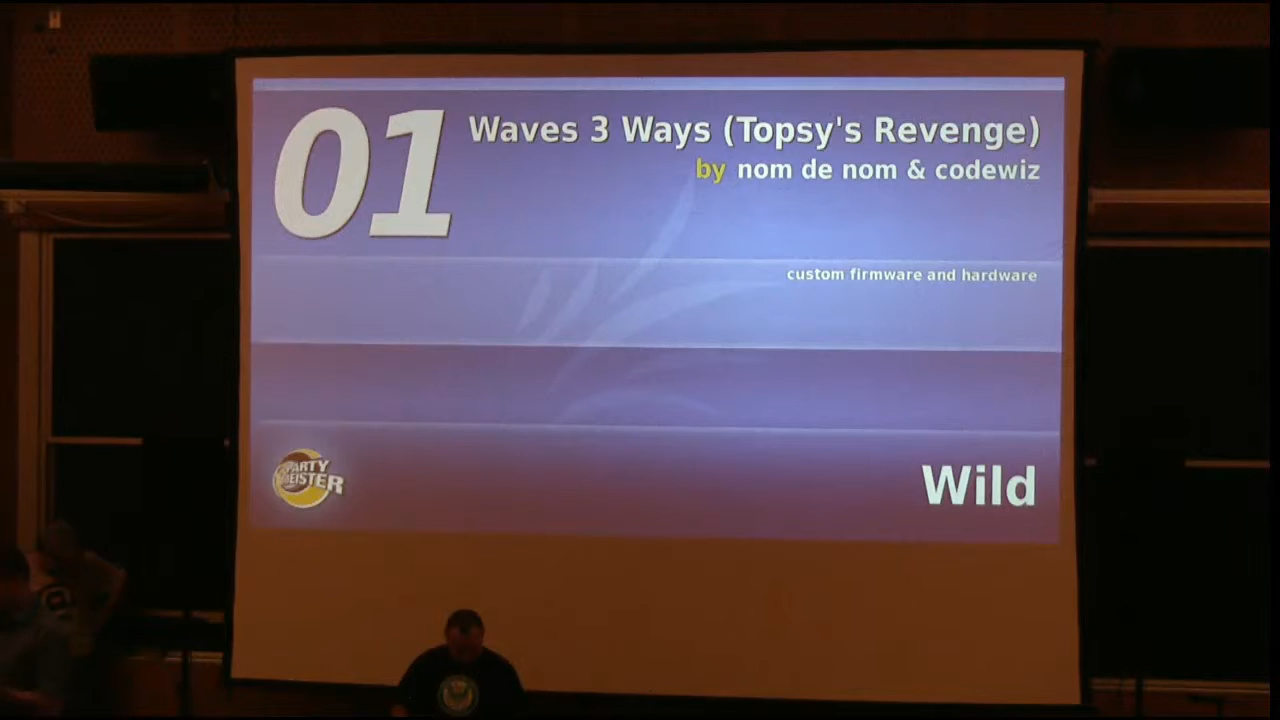 01
Waves 3 Ways (Topsy's Revenge)
by nom de nom & codewiz
custom firmware and hardware
PARTY
MEISTER
Wild